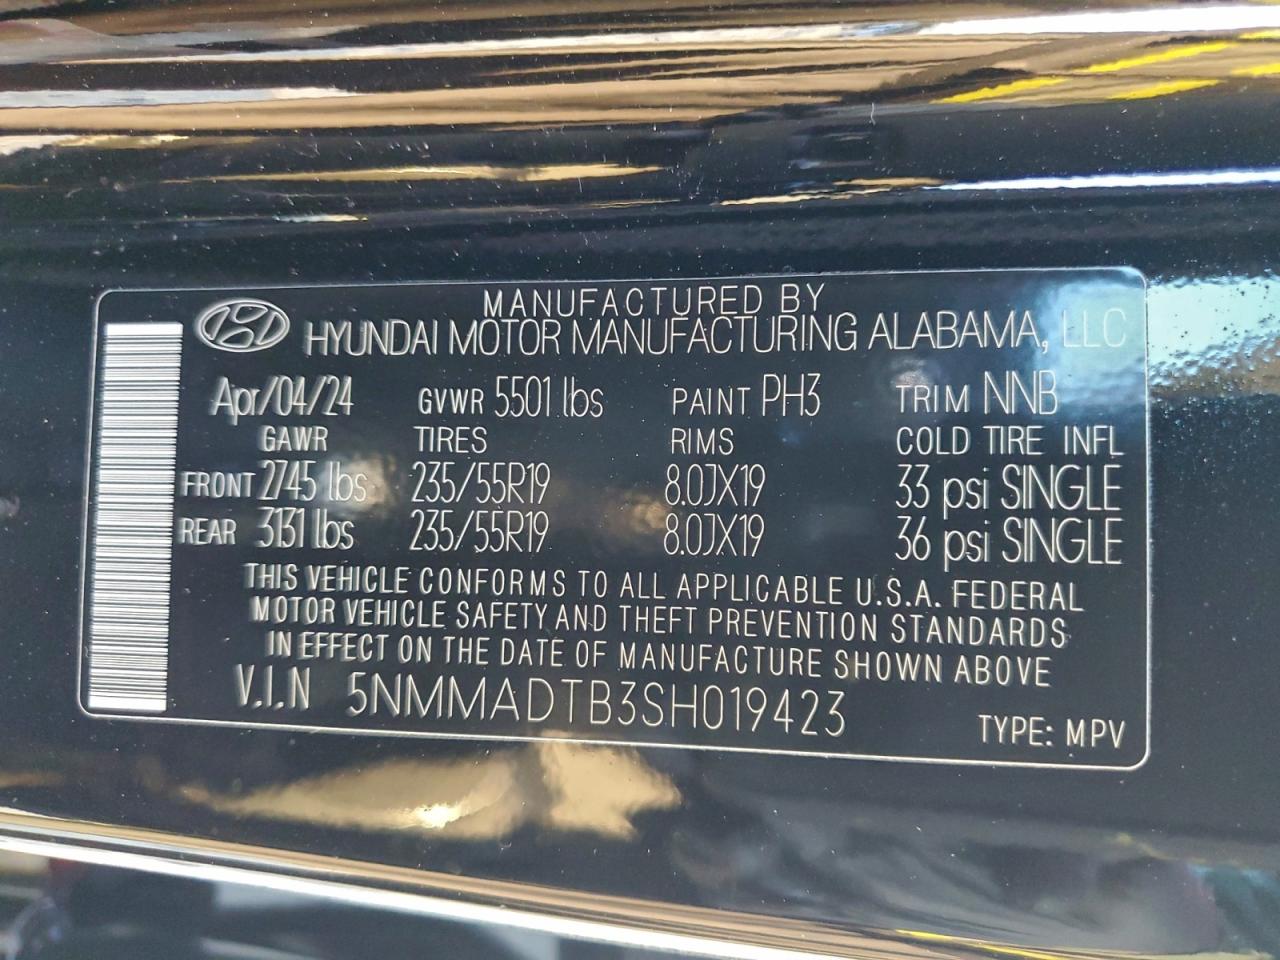 MANUFACTURED BY
HYUNDAI MOTOR MANUFACTURING ALABAMA, LLC
Apr/04/24 GVWR 5501 lbs PAINT PH3 TRIM NNB
GAWR TIRES RIMS COLD TIRE INFL
FRONT 2745 lbs 235/55R19 8.0JX19 33 psi SINGLE
REAR 3131 lbs 235/55R19 8.0JX19 36 psi SINGLE
THIS VEHICLE CONFORMS TO ALL APPLICABLE U.S.A. FEDERAL
MOTOR VEHICLE SAFETY AND THEFT PREVENTION STANDARDS
IN EFFECT ON THE DATE OF MANUFACTURE SHOWN ABOVE
V.I.N 5NMMADTB3SH019423
TYPE: MPV